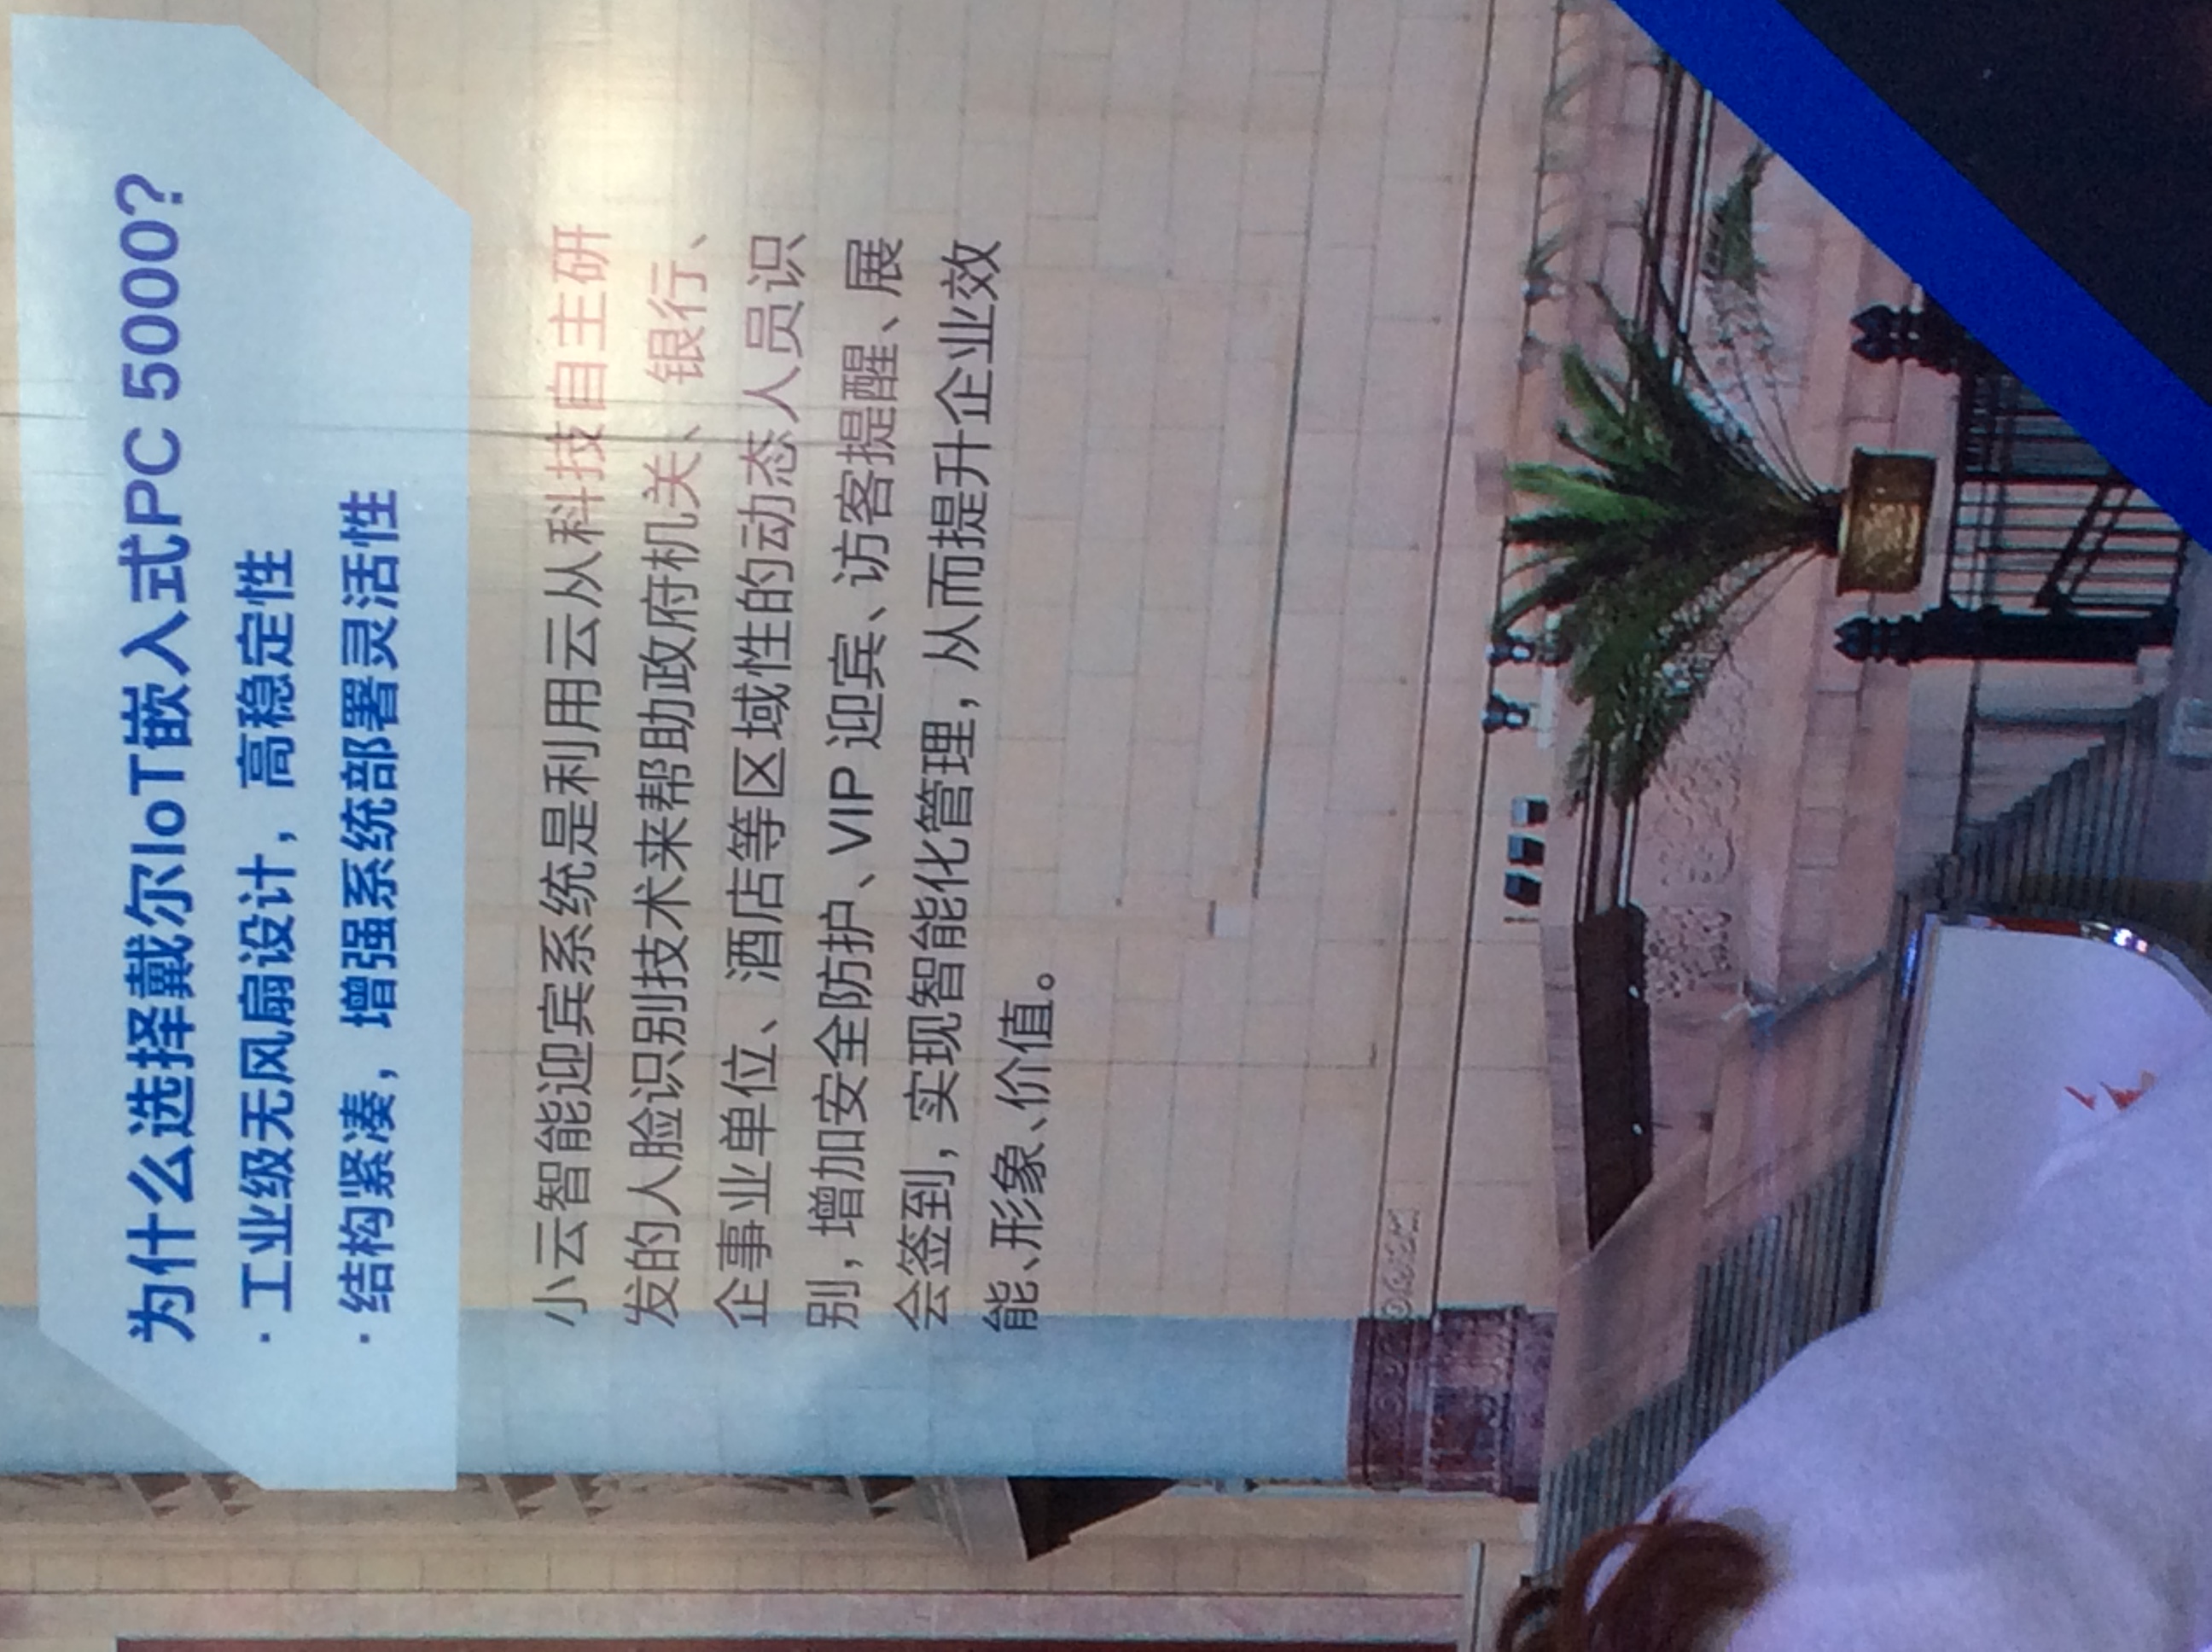 为什么选择戴尔IoT嵌入式PC 5000?
· 工业级无风扇设计，高稳定性
· 结构紧凑，增强系统部署灵活性
小云智能迎宾系统是利用云从科技自主研
发的人脸识别技术来帮助政府机关、银行、
企事业单位、酒店等区域性的动态人员识
别，增加安全防护、VIP 迎宾、访客提醒、展
会签到，实现智能化管理，从而提升企业效
能、形象、价值。